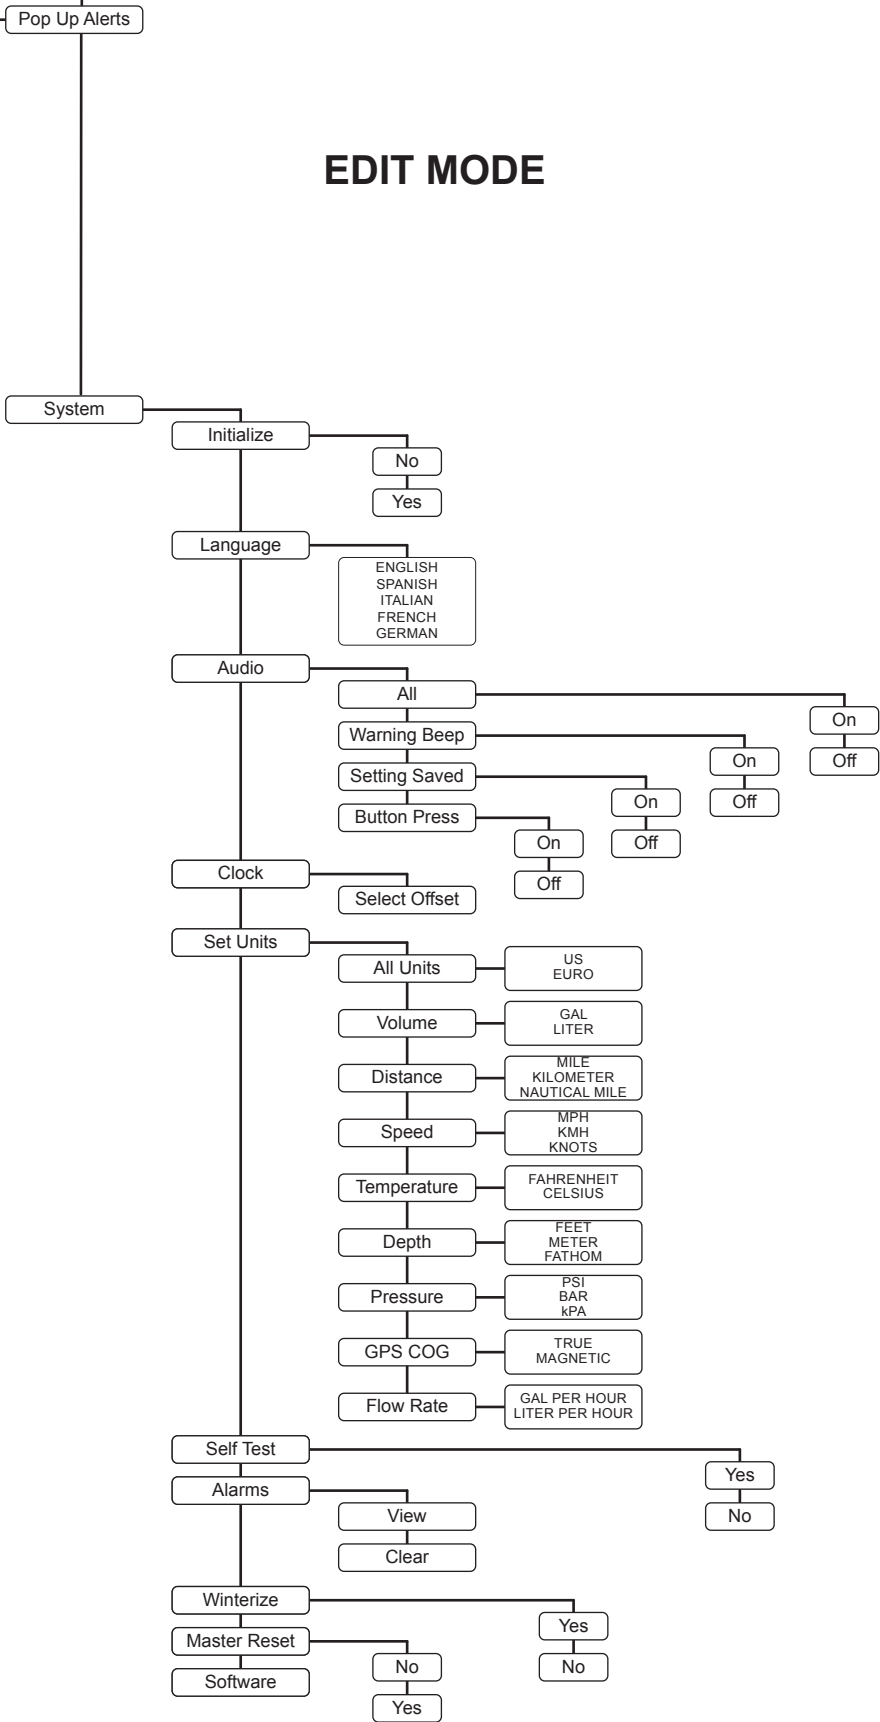 Pop Up Alerts
EDIT MODE
System
Initialize
No
Yes
Language
ENGLISH
SPANISH
ITALIAN
FRENCH
GERMAN
Audio
All
On
Off
Warning Beep
On
Off
Setting Saved
On
Off
Button Press
On
Off
Clock
Select Offset
Set Units
All Units
US
EURO
Volume
GAL
LITER
Distance
MILE
KILOMETER
NAUTICAL MILE
Speed
MPH
KMH
KNOTS
Temperature
FAHRENHEIT
CELSIUS
Depth
FEET
METER
FATHOM
Pressure
PSI
BAR
kPA
GPS COG
TRUE
MAGNETIC
Flow Rate
GAL PER HOUR
LITER PER HOUR
Self Test
Yes
No
Alarms
View
Clear
Winterize
Yes
No
Master Reset
No
Yes
Software